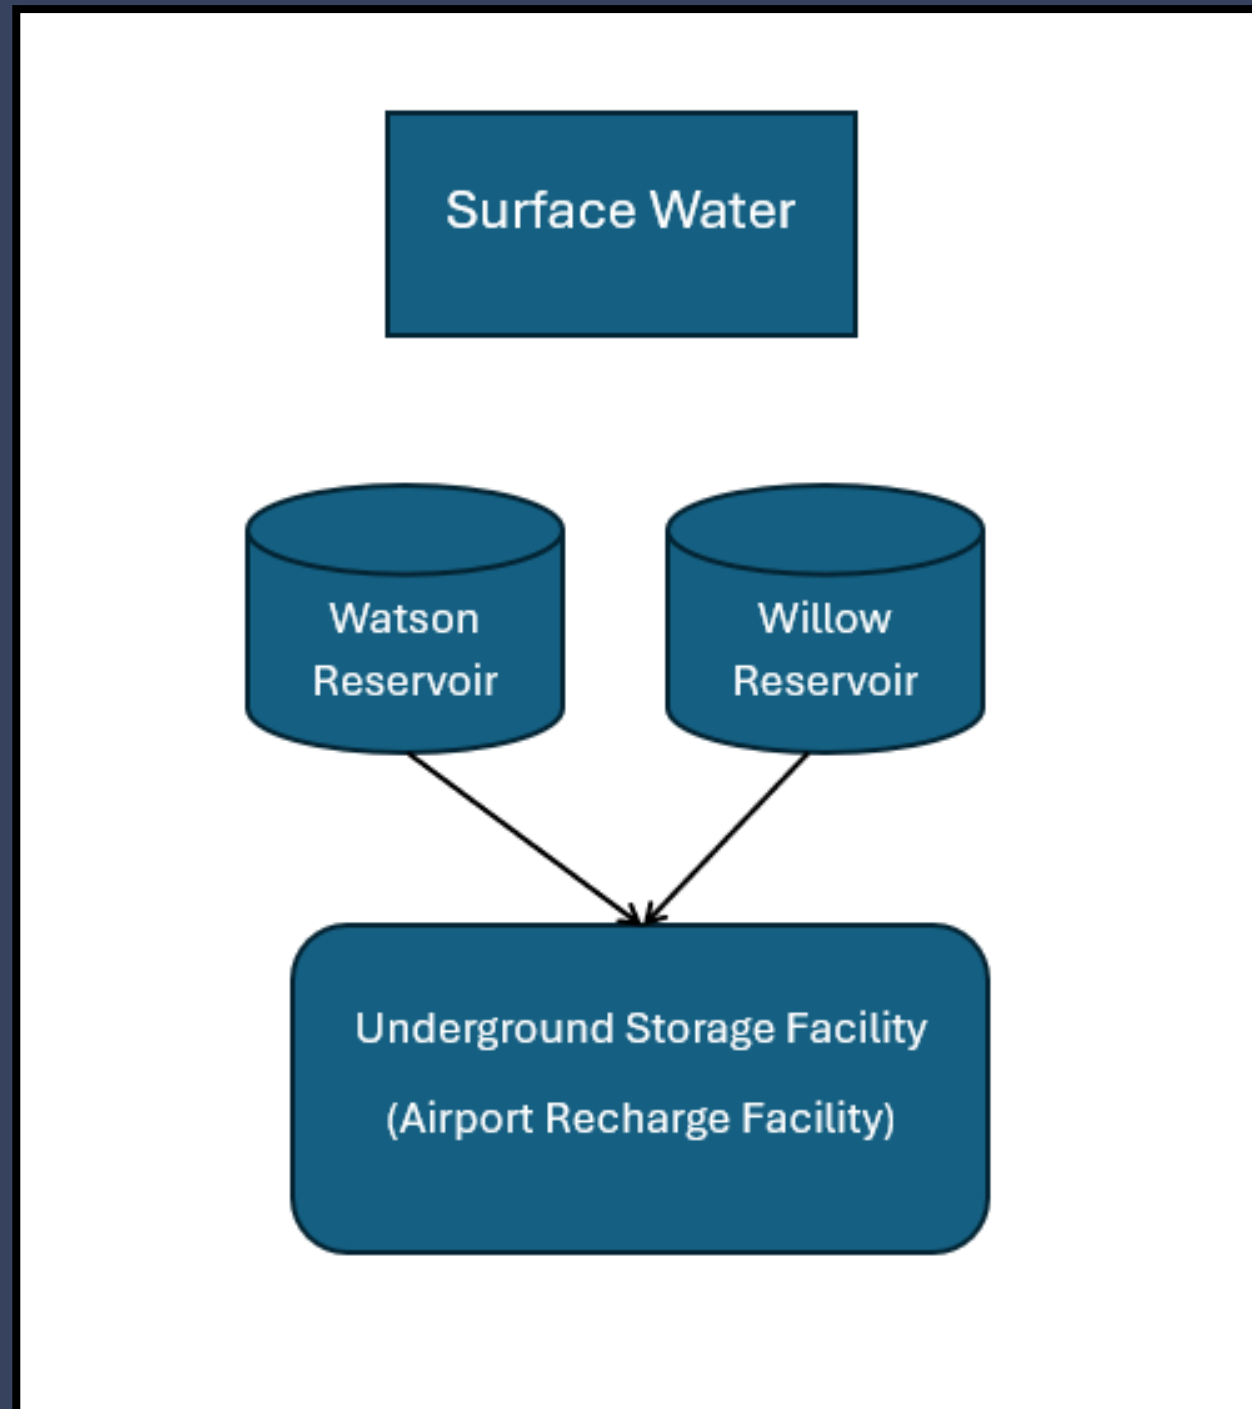 Surface Water
Watson
Reservoir
Willow
Reservoir
Underground Storage Facility
(Airport Recharge Facility)